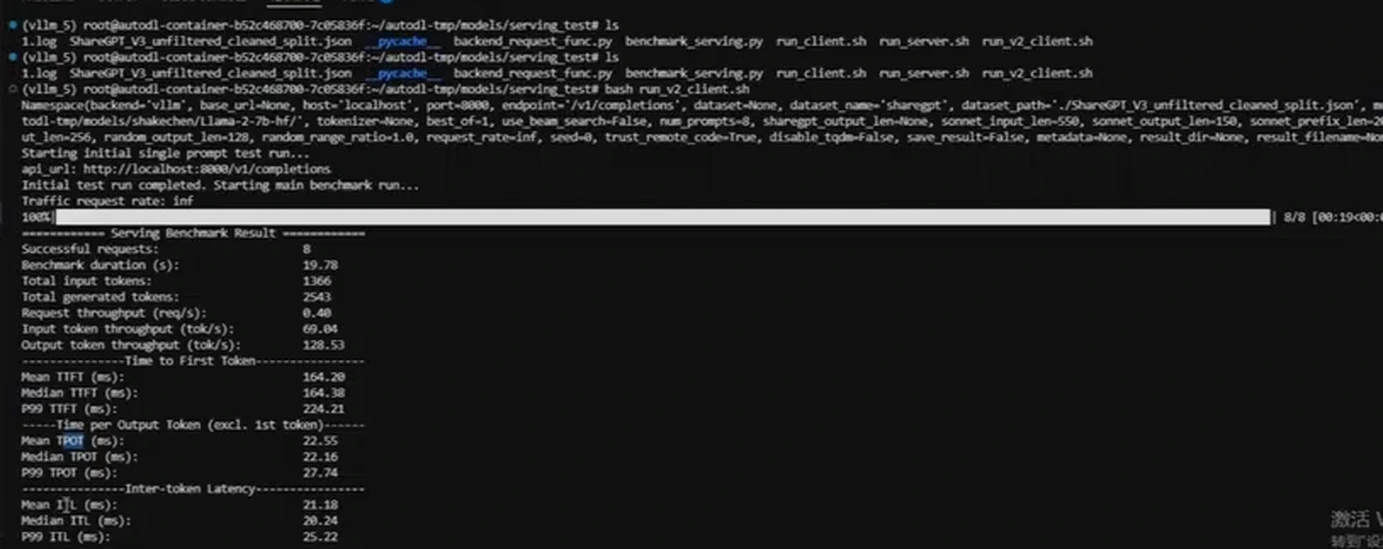 (vllm_5) root@autodl-container-b52c468700-7c05836f:~/autodl-tmp/models/serving_test# ls
1.log ShareGPT_V3_unfiltered_cleaned_split.json __pycache__ backend_request_func.py benchmark_serving.py run_client.sh run_server.sh run_v2_client.sh
(vllm_5) root@autodl-container-b52c468700-7c05836f:~/autodl-tmp/models/serving_test# ls
1.log ShareGPT_V3_unfiltered_cleaned_split.json __pycache__ backend_request_func.py benchmark_serving.py run_client.sh run_server.sh run_v2_client.sh
(vllm_5) root@autodl-container-b52c468700-7c05836f:~/autodl-tmp/models/serving_test# bash run_v2_client.sh
Namespace(backend='vllm', base_url=None, host='localhost', port=8000, endpoint='/v1/completions', dataset=None, dataset_name='sharegpt', dataset_path='./ShareGPT_V3_unfiltered_cleaned_split.json',
todl-tmp/models/shakechen/Llama-2-7b-hf/', tokenizer=None, best_of=1, use_beam_search=False, num_prompts=8, sharegpt_output_len=None, sonnet_input_len=550, sonnet_output_len=150, sonnet_prefix_len=20
ut_len=256, random_output_len=128, random_range_ratio=1.0, request_rate=inf, seed=0, trust_remote_code=True, disable_tqdm=False, save_result=False, metadata=None, result_dir=None, result_filename=No
Starting initial single prompt test run...
api_url: http://localhost:8000/v1/completions
Initial test run completed. Starting main benchmark run...
Traffic request rate: inf
100%| | 8/8 [00:19<00:
============ Serving Benchmark Result ============
Successful requests: 8
Benchmark duration (s): 19.78
Total input tokens: 1366
Total generated tokens: 2543
Request throughput (req/s): 0.40
Input token throughput (tok/s): 69.04
Output token throughput (tok/s): 128.53
---------------Time to First Token----------------
Mean TTFT (ms): 164.20
Median TTFT (ms): 164.38
P99 TTFT (ms): 224.21
-----Time per Output Token (excl. 1st token)------
Mean TPOT (ms): 22.55
Median TPOT (ms): 22.16
P99 TPOT (ms): 27.74
---------------Inter-token Latency----------------
Mean ITL (ms): 21.18
Median ITL (ms): 20.24
P99 ITL (ms): 25.22
激活
转到"设